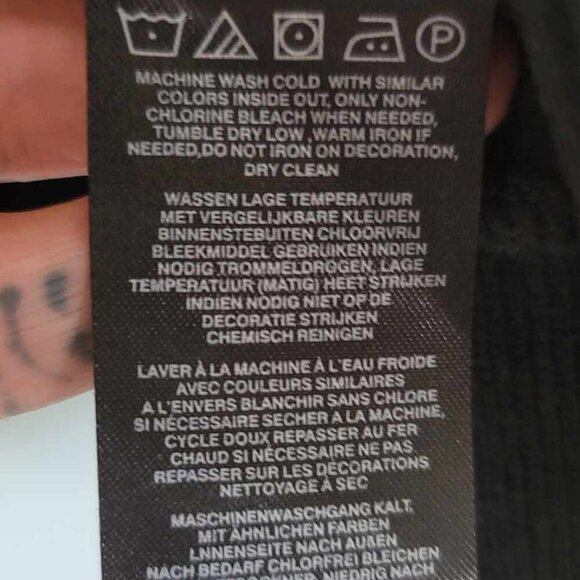 P
MACHINE WASH COLD WITH SIMILAR
COLORS INSIDE OUT, ONLY NON-
CHLORINE BLEACH WHEN NEEDED,
TUMBLE DRY LOW, WARM IRON IF
NEEDED,DO NOT IRON ON DECORATION,
DRY CLEAN
WASSEN LAGE TEMPERATUUR
MET VERGELIJKBARE KLEUREN
BINNENSTEBUITEN CHLOORVRIJ
BLEEKMIDDEL GEBRUIKEN INDIEN
NODIG TROMMELDROGEN, LAGE
TEMPERATUUR (MATIG) HEET STRIJKEN
INDIEN NODIG NIET OP DE
DECORATIE STRIJKEN
CHEMISCH REINIGEN
LAVER À LA MACHINE À L'EAU FROIDE
AVEC COULEURS SIMILAIRES
A L'ENVERS BLANCHIR SANS CHLORE
SI NÉCESSAIRE SECHER A LA MACHINE,
CYCLE DOUX REPASSER AU FER
CHAUD SI NÉCESSAIRE NE PAS
REPASSER SUR LES DÉCORATIONS
NETTOYAGE À SEC
MASCHINENWASCHGANG KALT,
MIT ÄHNLICHEN FARBEN
LNNENSEITE NACH AUßEN
NACH BEDARF CHLORFREI BLEICHEN
NIEDRIG NACH